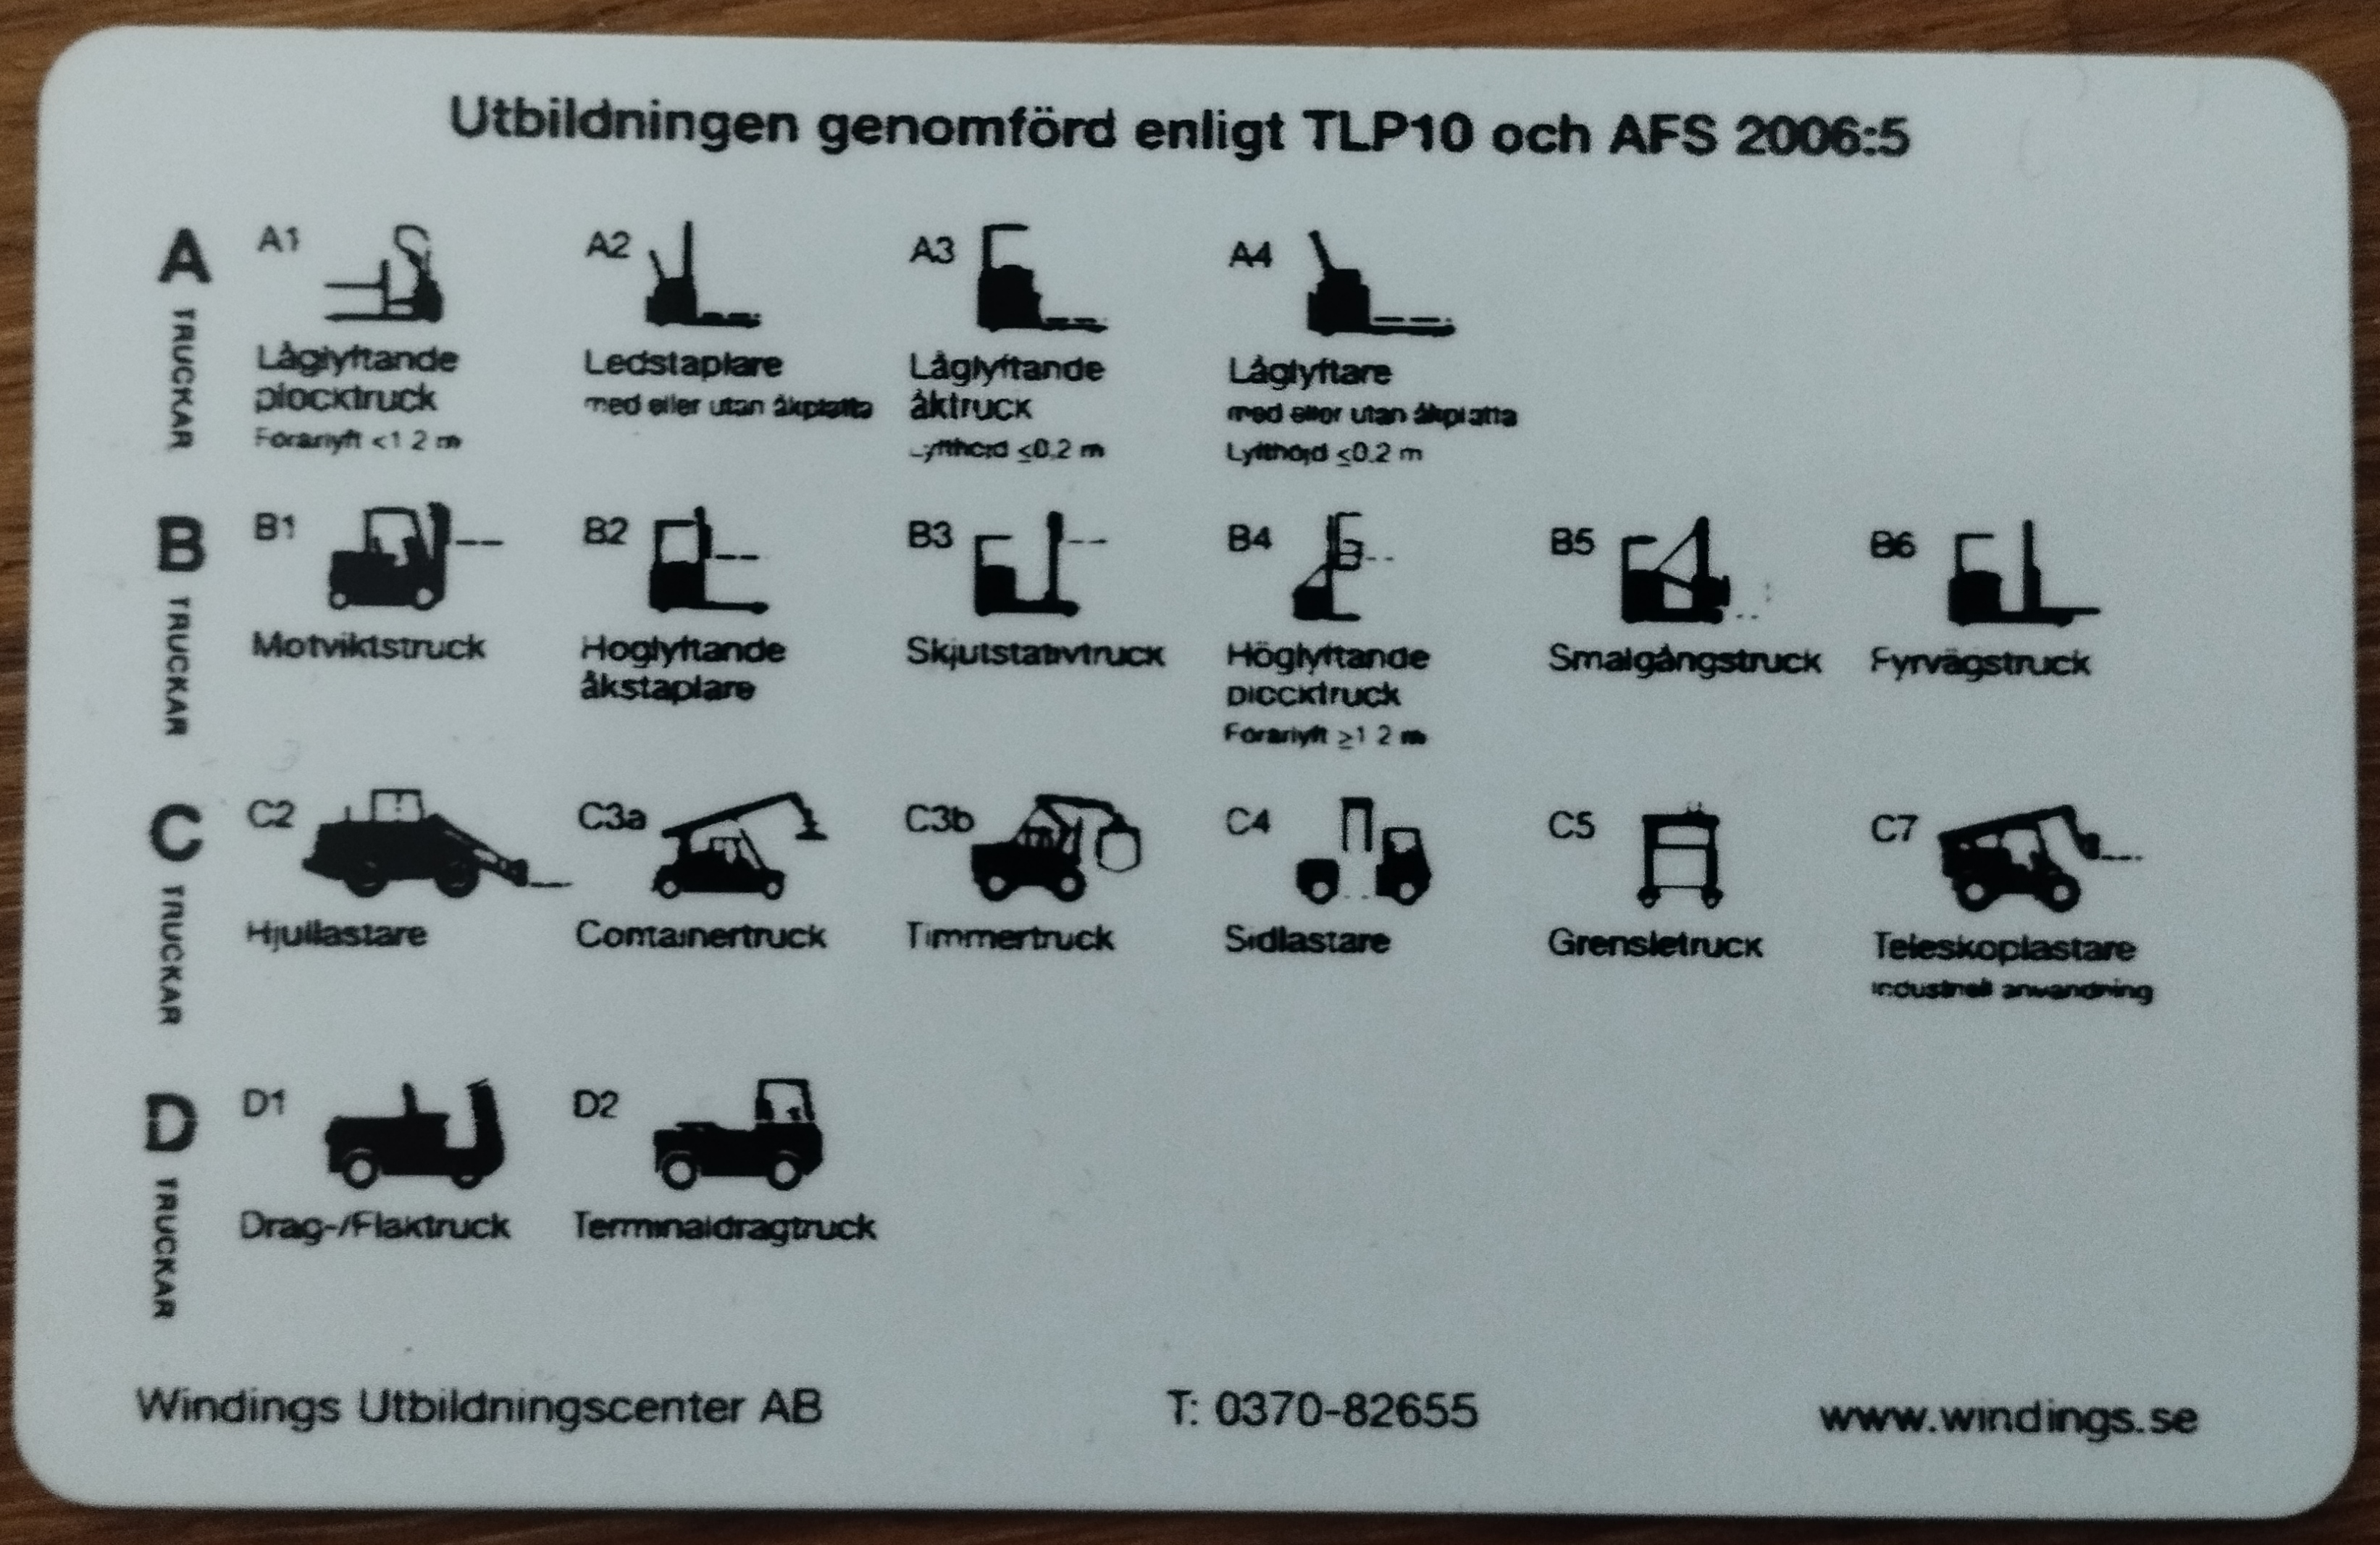 Utbildningen genomförd enligt TLP10 och AFS 2006:5
A TRUCKAR
A1 A2 A3 A4
Låglyftande plocktruck
Förarlyft <1 2 m
Ledstaplare
med eller utan åkplatta
Låglyftande åktruck
Lyfthöjd ≤0,2 m
Låglyftare
med eller utan åkplatta
Lyfthöjd ≤0.2 m
B TRUCKAR
B1 B2 B3 B4 B5 B6
Motviktstruck
Höglyftande åkstaplare
Skjutstativtruck
Höglyftande plocktruck
Förarlyft ≥1 2 m
Smalgångstruck
Fyrvägstruck
C TRUCKAR
C2 C3a C3b C4 C5 C7
Hjullastare
Containertruck
Timmertruck
Sidlastare
Grensletruck
Teleskoplastare
industriell användning
D TRUCKAR
D1 D2
Drag-/Flaktruck
Terminaldragtruck
Windings Utbildningscenter AB T: 0370-82655 www.windings.se